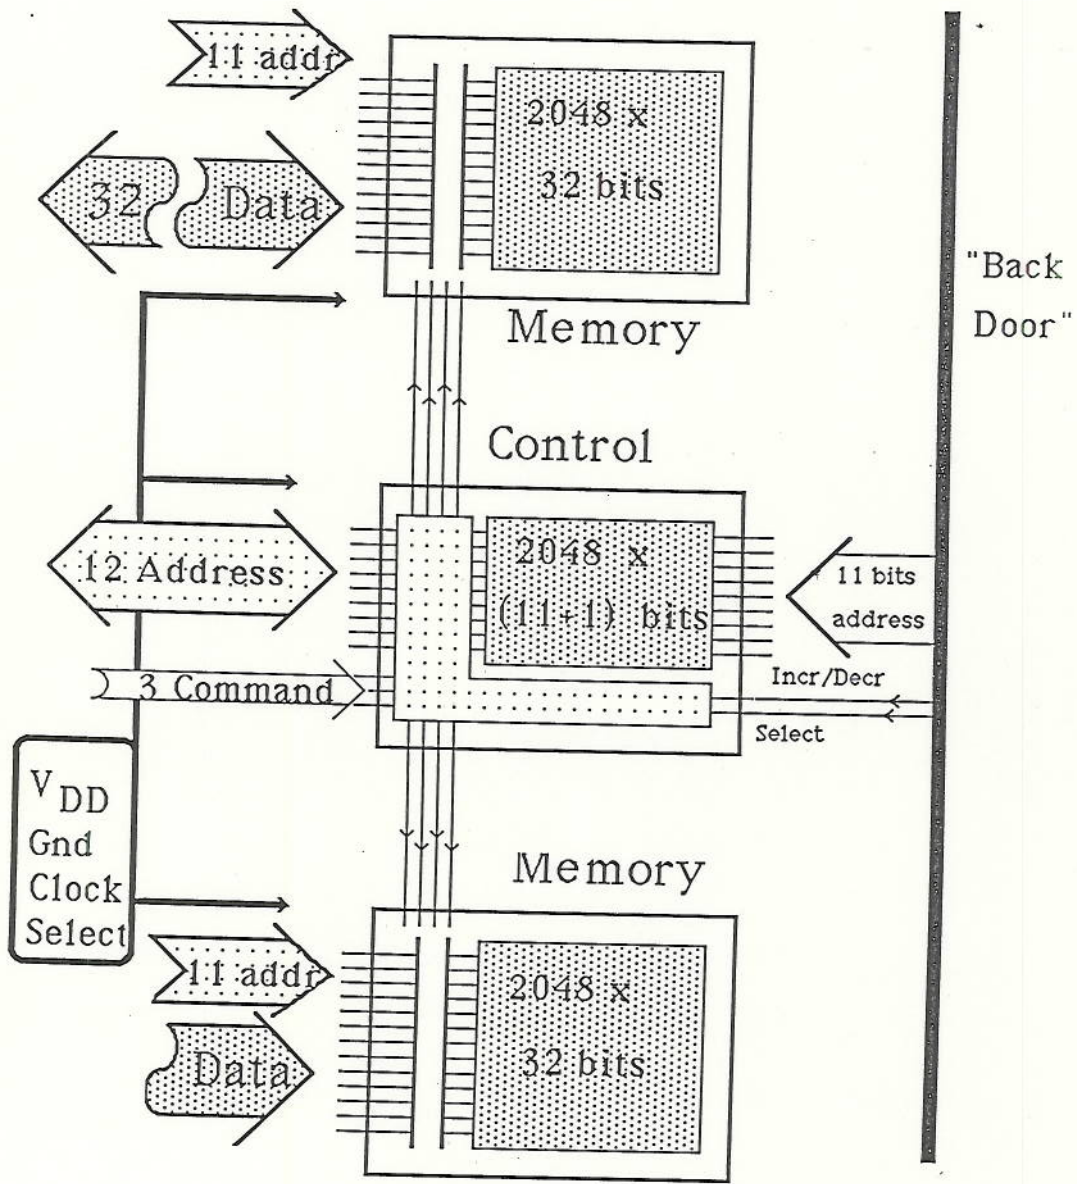 11 addr
2048 x
32 bits
32 Data
"Back
Door"
Memory
Control
12 Address
2048 x
(11+1) bits
11 bits
address
3 Command
Incr/Decr
Select
V DD
Gnd
Clock
Select
Memory
11 addr
2048 x
32 bits
Data